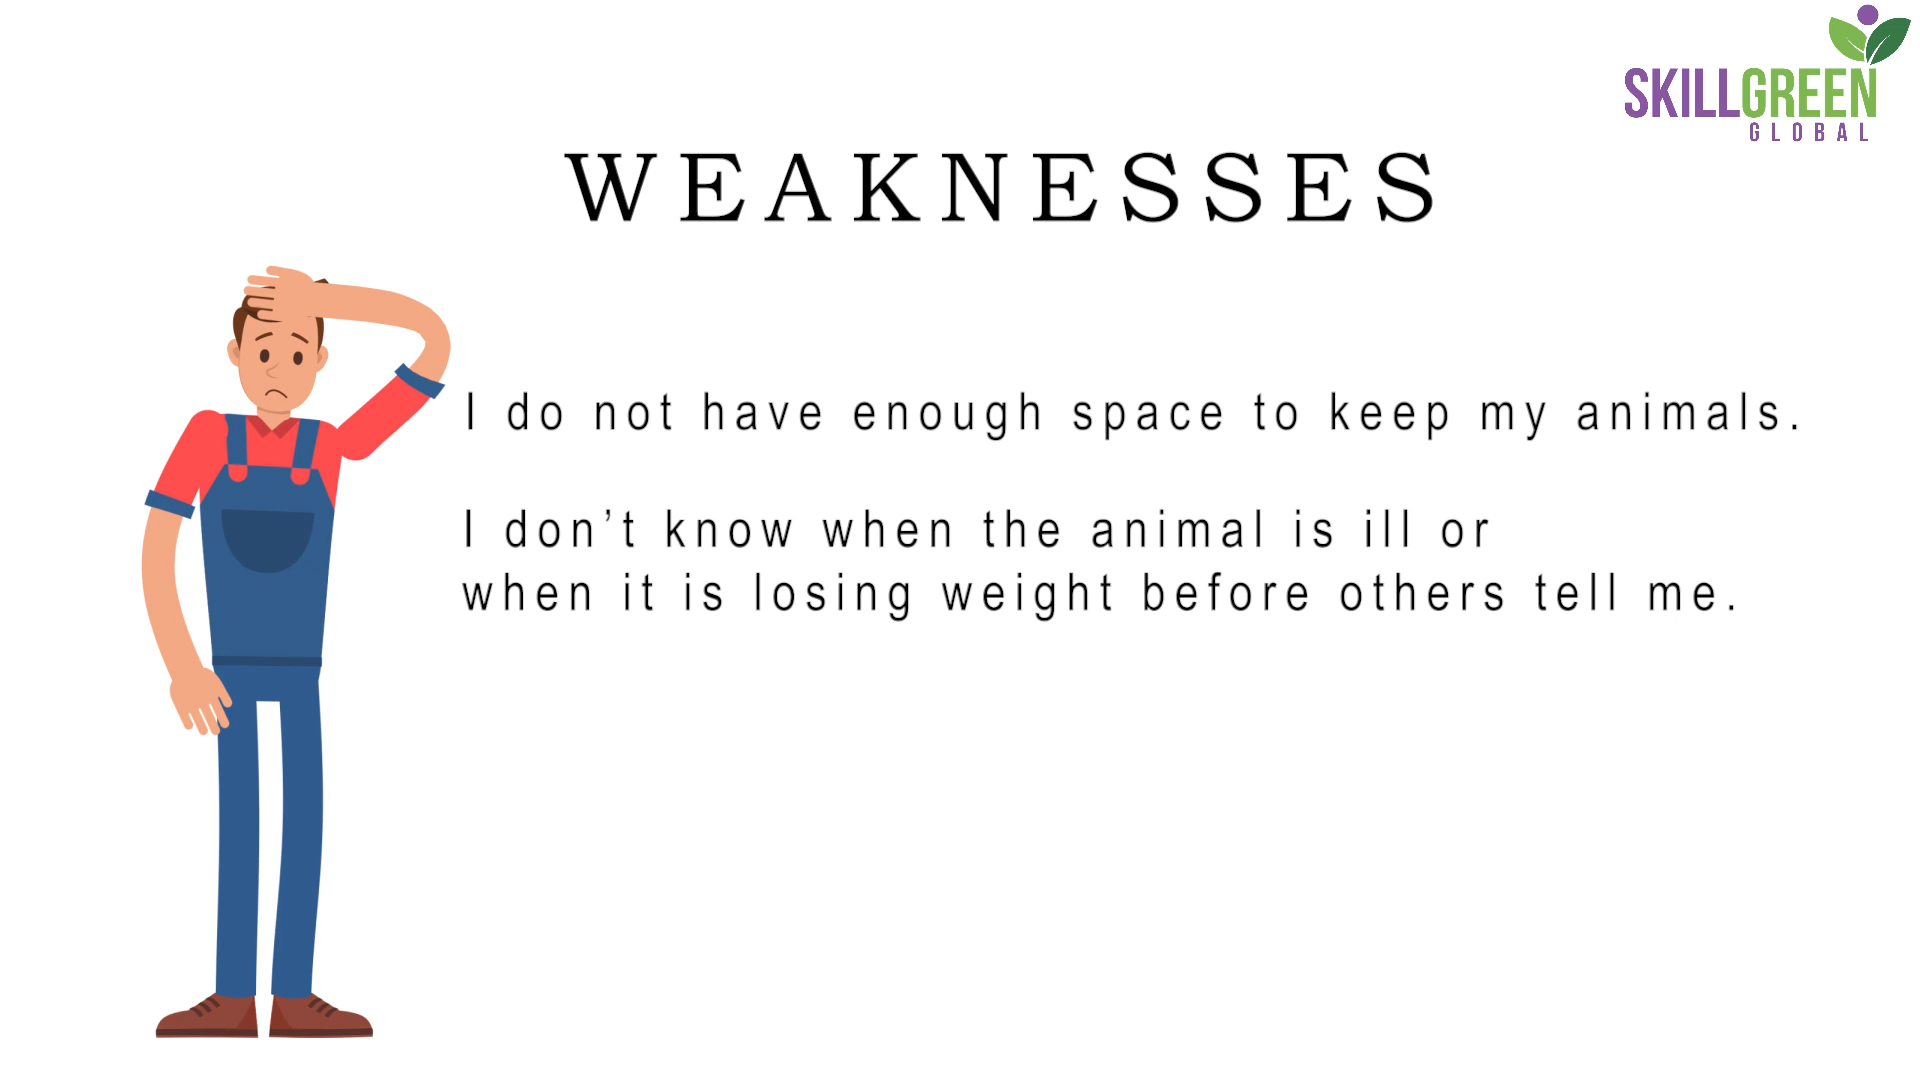 SKILLGREEN
GLOBAL
WEAKNESSES
I do not have enough space to keep my animals.
I don’t know when the animal is ill or
when it is losing weight before others tell me.